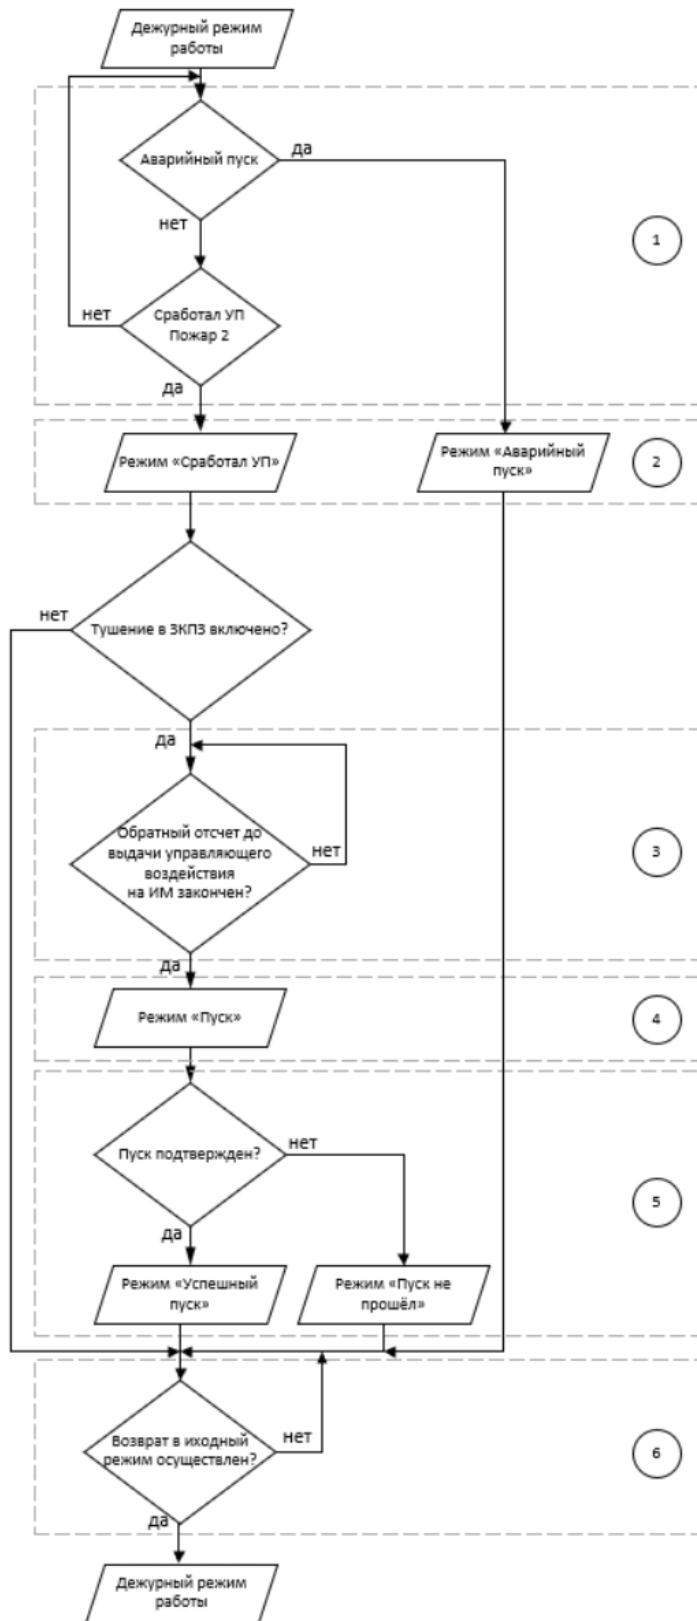 Дежурный режим
работы
Аварийный пуск
да
нет
1
Сработал УП
Пожар 2
нет
да
Режим «Сработал УП»
Режим «Аварийный
пуск»
2
нет
Тушение в ЗКПЗ включено?
да
Обратный отсчет до
выдачи управляющего
воздействия
на ИМ закончен?
нет
3
да
Режим «Пуск»
4
Пуск подтвержден?
нет
да
5
Режим «Успешный
пуск»
Режим «Пуск не
прошёл»
Возврат в иходный
режим осуществлен?
нет
6
да
Дежурный режим
работы